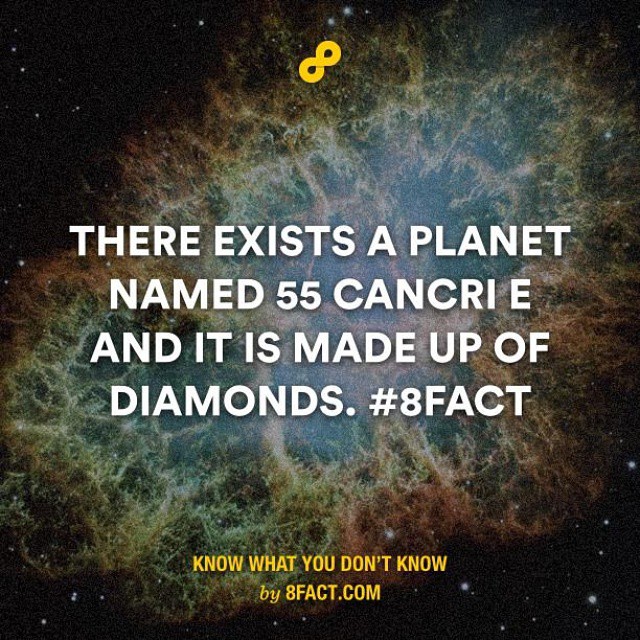 THERE EXISTS A PLANET
NAMED 55 CANCRI E
AND IT IS MADE UP OF
DIAMONDS. #8FACT
KNOW WHAT YOU DON'T KNOW
by 8FACT.COM